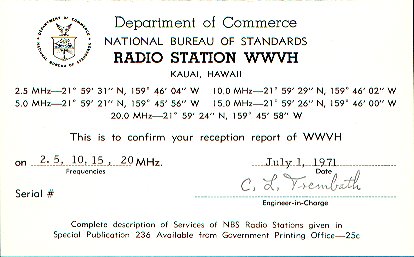 DEPARTMENT OF COMMERCE
NATIONAL BUREAU OF STANDARDS
Department of Commerce
NATIONAL BUREAU OF STANDARDS
RADIO STATION WWVH
KAUAI, HAWAII
2.5 MHz—21° 59' 31" N, 159° 46' 04" W 10.0 MHz—21° 59' 29" N, 159° 46' 02" W
5.0 MHz—21° 59' 21" N, 159° 45' 56" W 15.0 MHz—21° 59' 26" N, 159° 46' 00" W
20.0 MHz—21° 59' 24" N, 159° 45' 58" W
This is to confirm your reception report of WWVH
on 2.5, 10, 15, 20 MHz. July 1, 1971
Frequencies Date
C. L. Trembath
Serial # Engineer-in-Charge
Complete description of Services of NBS Radio Stations given in
Special Publication 236 Available from Government Printing Office—25c